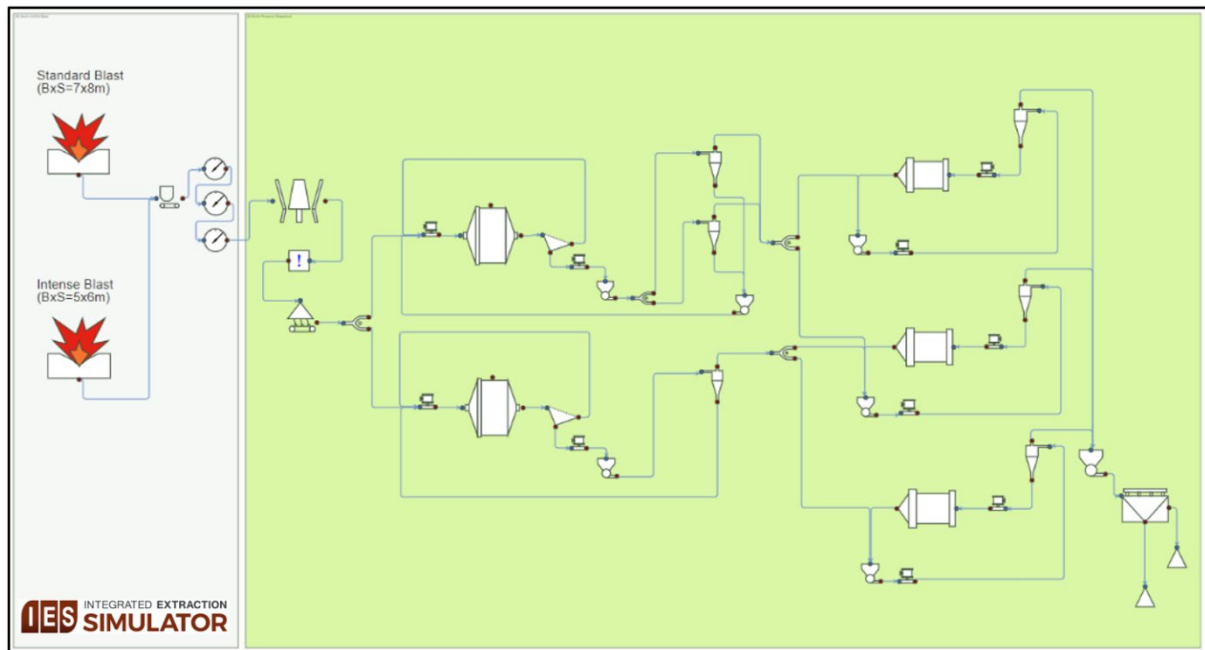 Standard Blast
(BxS=7x8m)
!
Intense Blast
(BxS=5x6m)
IES INTEGRATED EXTRACTION
SIMULATOR